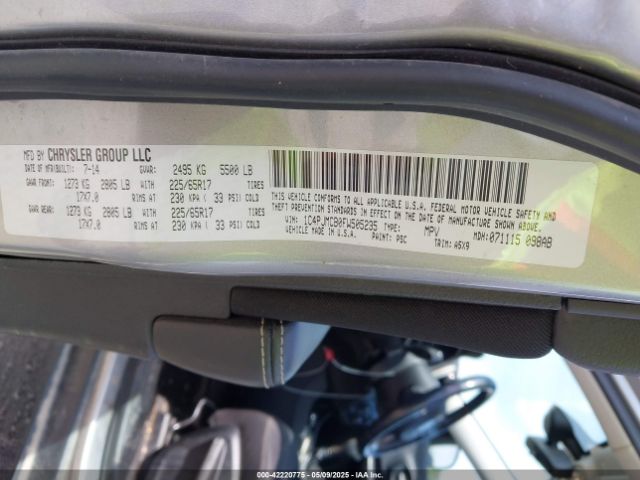 MFD BY CHRYSLER GROUP LLC
DATE OF MFR(BUILT): 7-14 GVWR: 2495 KG 5500 LB
GAWR FRONT: 1273 KG 2805 LB WITH 225/65R17 TIRES
17X7.0 RIMS AT 230 KPA ( 33 PSI) COLD
GAWR REAR: 1273 KG 2805 LB WITH 225/65R17 TIRES
17X7.0 RIMS AT 230 KPA ( 33 PSI) COLD
THIS VEHICLE CONFORMS TO ALL APPLICABLE U.S.A. FEDERAL MOTOR VEHICLE SAFETY AND
THEFT PREVENTION STANDARDS IN EFFECT ON THE DATE OF MANUFACTURE SHOWN ABOVE.
VIN: 1C4PJMCB0FW505235 TYPE: MPV MDH: 071115 098AB
VEHICLE MADE IN U.S.A. PAINT: PSC TRIM: A6X9
000-42220775 - 05/09/2025 - IAAI.COM